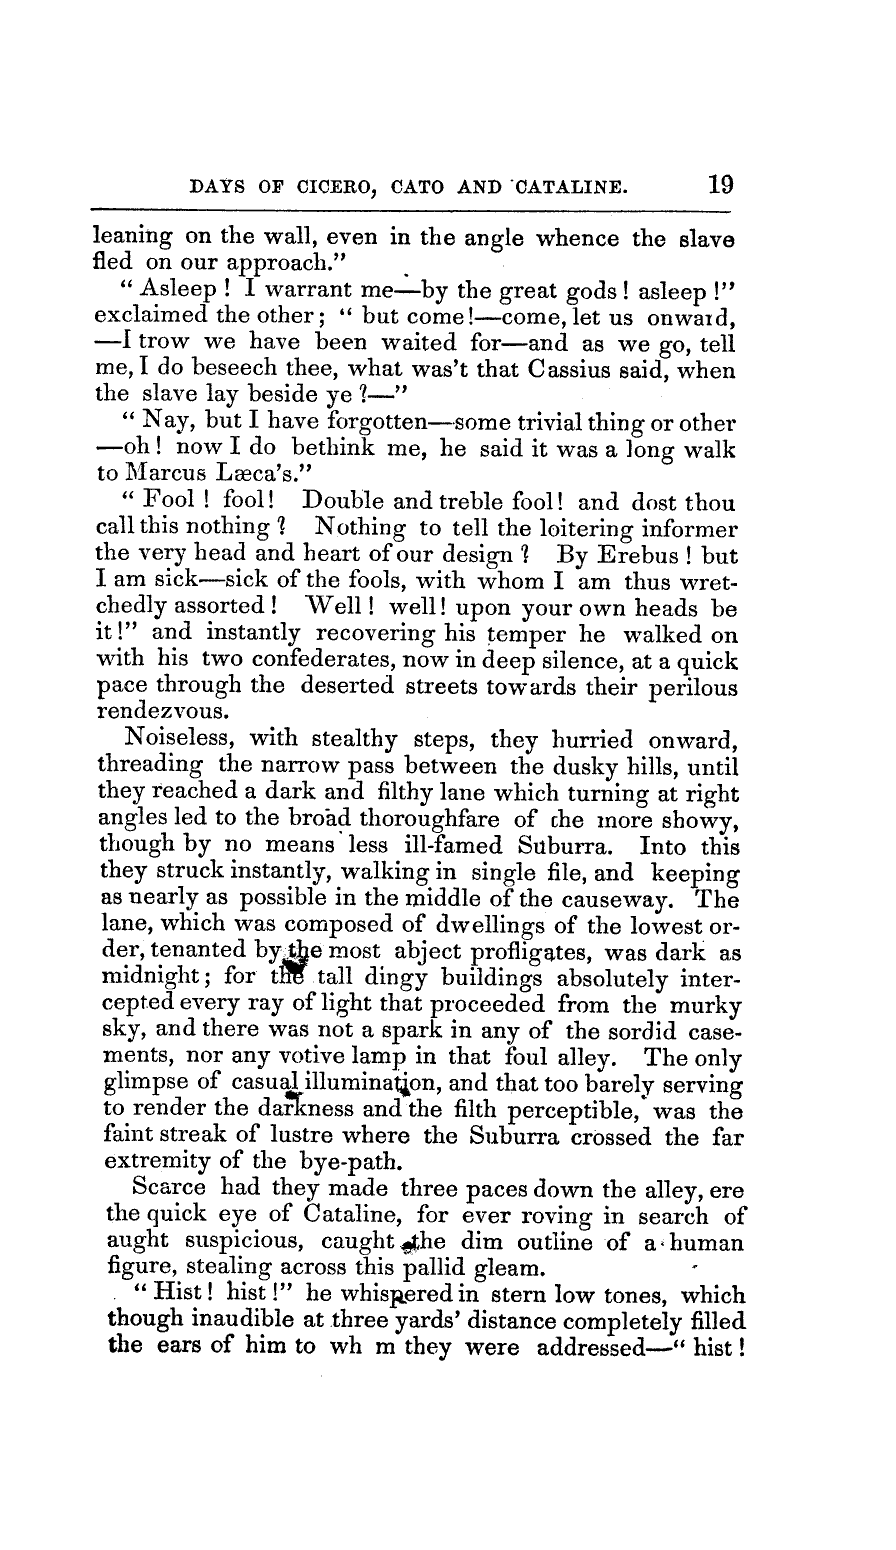 DAYS OF CICERO, CATO AND CATALINE. 19
leaning on the wall, even in the angle whence the slave
fled on our approach.”
“ Asleep ! I warrant me—by the great gods ! asleep !”
exclaimed the other ; “ but come !—come, let us onward,
—I trow we have been waited for—and as we go, tell
me, I do beseech thee, what was't that Cassius said, when
the slave lay beside ye ?—”
“ Nay, but I have forgotten—some trivial thing or other
—oh ! now I do bethink me, he said it was a long walk
to Marcus Læca's.”
“ Fool ! fool ! Double and treble fool ! and dost thou
call this nothing ? Nothing to tell the loitering informer
the very head and heart of our design ? By Erebus ! but
I am sick—sick of the fools, with whom I am thus wret-
chedly assorted ! Well ! well ! upon your own heads be
it !” and instantly recovering his temper he walked on
with his two confederates, now in deep silence, at a quick
pace through the deserted streets towards their perilous
rendezvous.
Noiseless, with stealthy steps, they hurried onward,
threading the narrow pass between the dusky hills, until
they reached a dark and filthy lane which turning at right
angles led to the broad thoroughfare of the more showy,
though by no means less ill-famed Suburra. Into this
they struck instantly, walking in single file, and keeping
as nearly as possible in the middle of the causeway. The
lane, which was composed of dwellings of the lowest or-
der, tenanted by the most abject profligates, was dark as
midnight ; for the tall dingy buildings absolutely inter-
cepted every ray of light that proceeded from the murky
sky, and there was not a spark in any of the sordid case-
ments, nor any votive lamp in that foul alley. The only
glimpse of casual illumination, and that too barely serving
to render the darkness and the filth perceptible, was the
faint streak of lustre where the Suburra crossed the far
extremity of the bye-path.
Scarce had they made three paces down the alley, ere
the quick eye of Cataline, for ever roving in search of
aught suspicious, caught the dim outline of a human
figure, stealing across this pallid gleam.
“ Hist ! hist !” he whispered in stern low tones, which
though inaudible at three yards' distance completely filled
the ears of him to wh m they were addressed—“ hist !